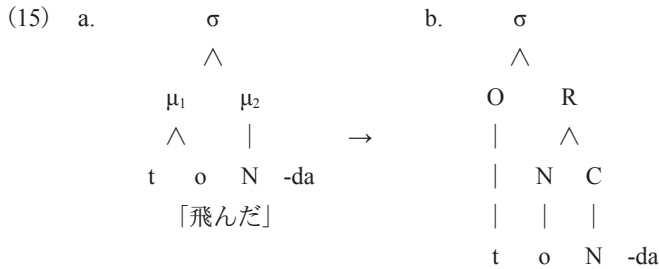 (15) a. σ b. σ
∧ ∧
μ₁ μ₂ O R
∧ | → | ∧
t o N -da | N C
「飛んだ」 | | |
t o N -da